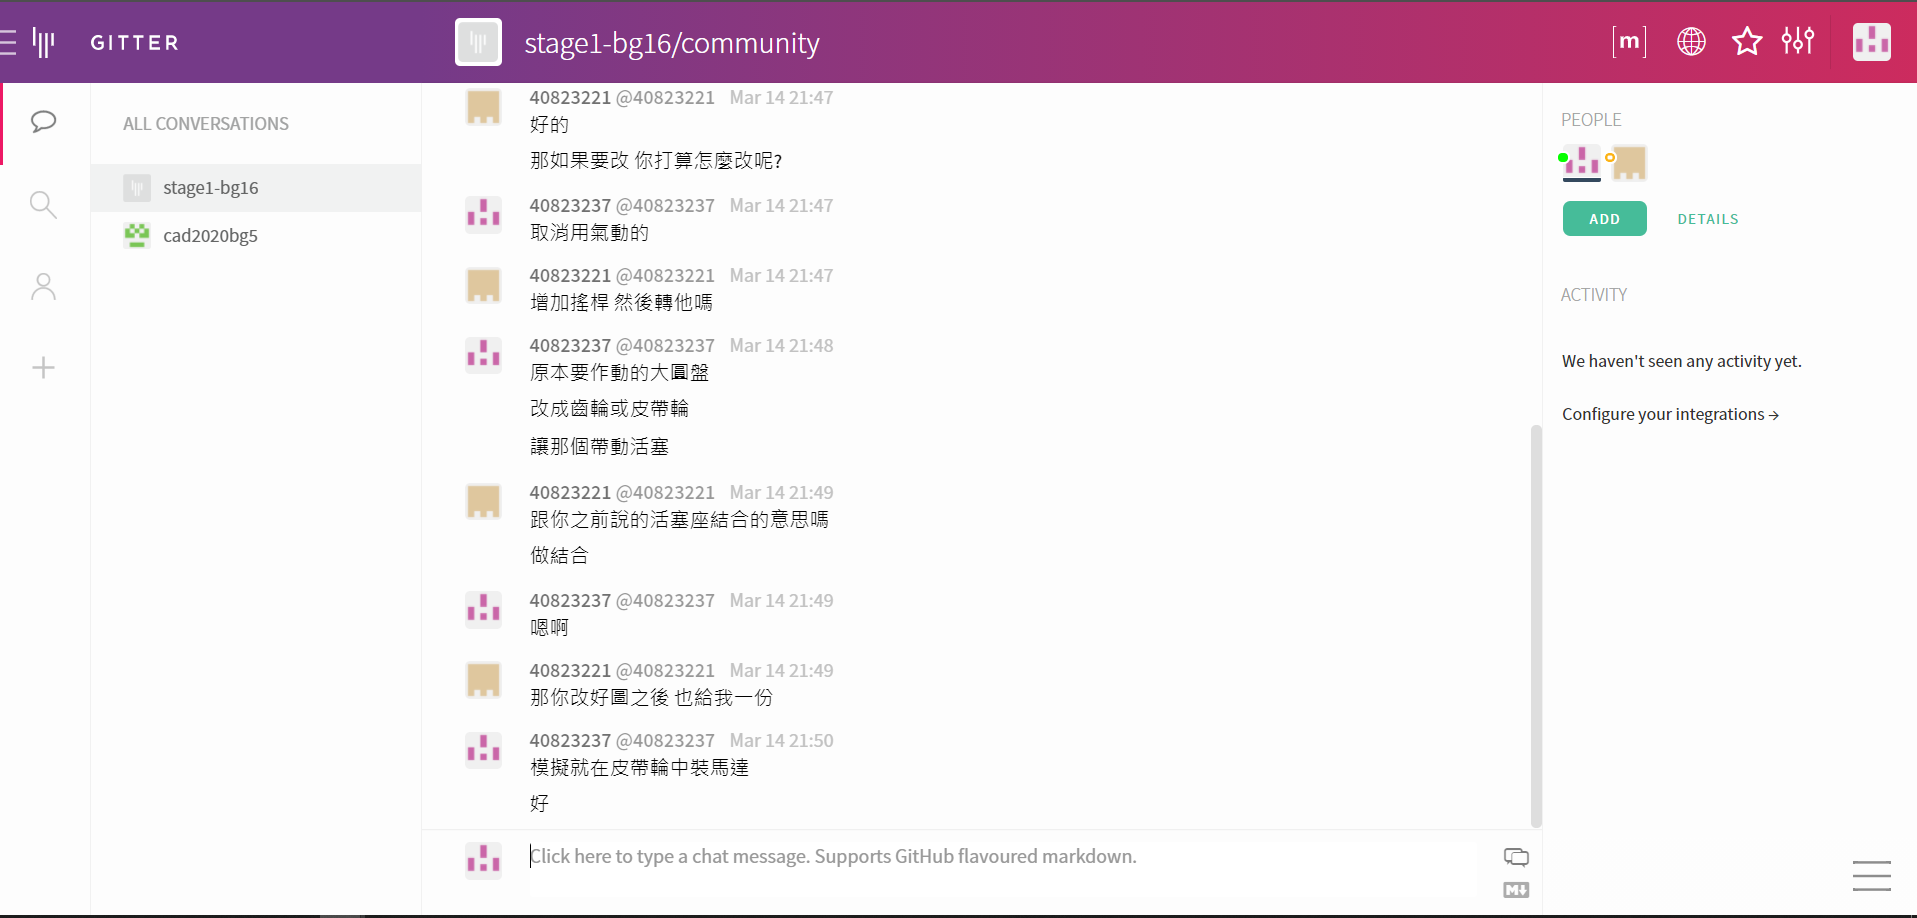 GITTER
stage1-bg16/community
[m]
ALL CONVERSATIONS
stage1-bg16
cad2020bg5
40823221 @40823221 Mar 14 21:47
好的
那如果要改 你打算怎麼改呢?
40823237 @40823237 Mar 14 21:47
取消用氣動的
40823221 @40823221 Mar 14 21:47
增加搖桿 然後轉他嗎
40823237 @40823237 Mar 14 21:48
原本要作動的大圓盤
改成齒輪或皮帶輪
讓那個帶動活塞
40823221 @40823221 Mar 14 21:49
跟你之前說的活塞座結合的意思嗎
做結合
40823237 @40823237 Mar 14 21:49
嗯啊
40823221 @40823221 Mar 14 21:49
那你改好圖之後 也給我一份
40823237 @40823237 Mar 14 21:50
模擬就在皮帶輪中裝馬達
好
Click here to type a chat message. Supports GitHub flavoured markdown.
M↓
PEOPLE
ADD
DETAILS
ACTIVITY
We haven't seen any activity yet.
Configure your integrations →